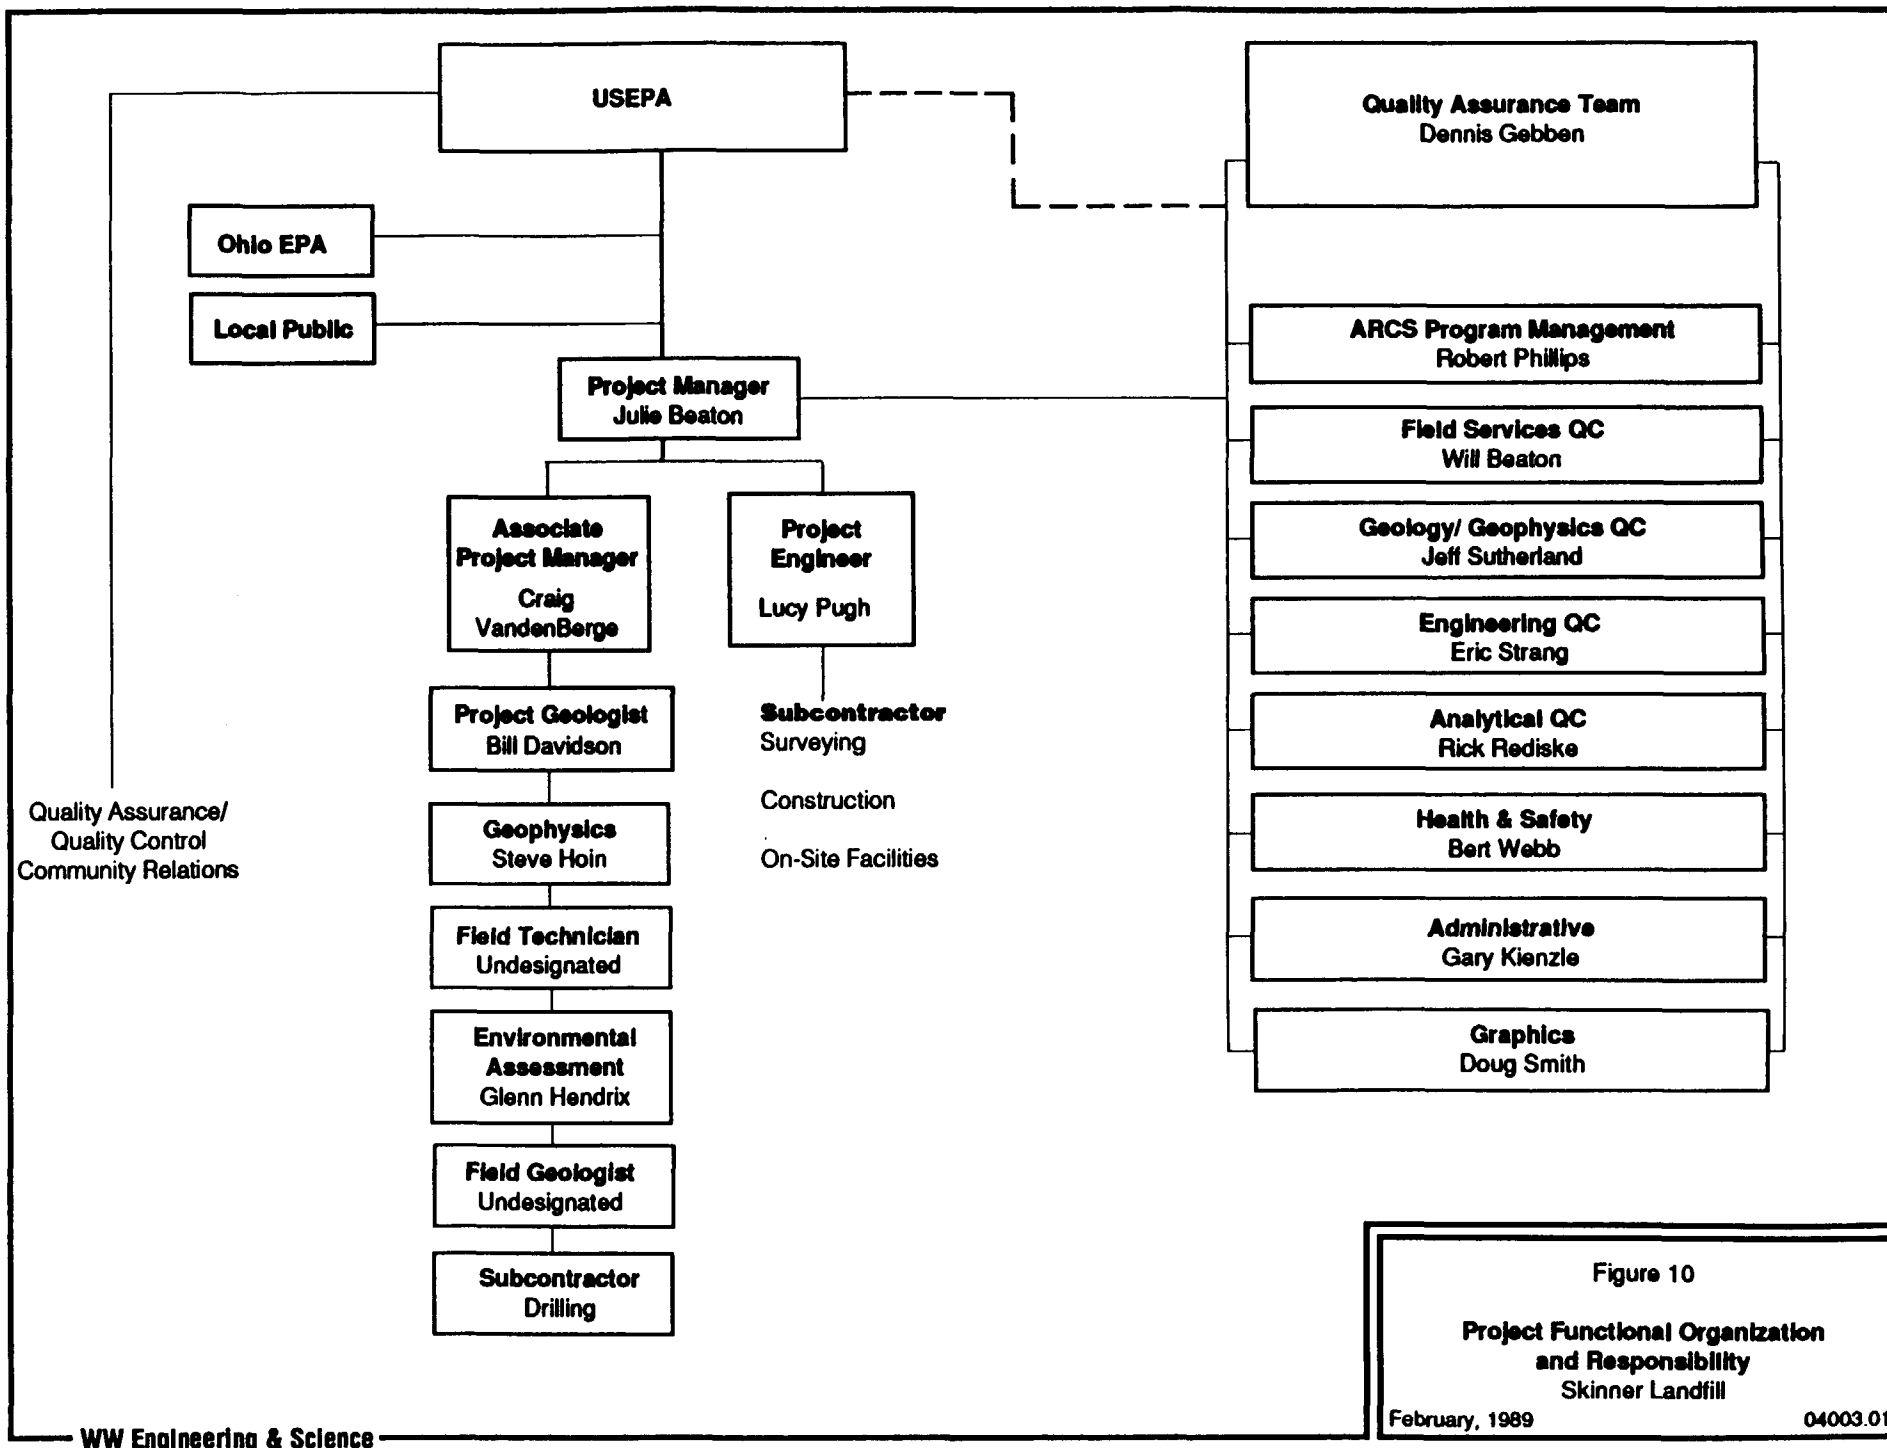 USEPA
Quality Assurance Team
Dennis Gebben
Ohio EPA
Local Public
Project Manager
Julie Beaton
Associate
Project Manager
Craig
VandenBerge
Project
Engineer
Lucy Pugh
Project Geologist
Bill Davidson
Subcontractor
Surveying
Construction
On-Site Facilities
Quality Assurance/
Quality Control
Community Relations
Geophysics
Steve Hoin
Field Technician
Undesignated
Environmental
Assessment
Glenn Hendrix
Field Geologist
Undesignated
Subcontractor
Drilling
ARCS Program Management
Robert Phillips
Field Services QC
Will Beaton
Geology/ Geophysics QC
Jeff Sutherland
Engineering QC
Eric Strang
Analytical QC
Rick Rediske
Health & Safety
Bert Webb
Administrative
Gary Kienzle
Graphics
Doug Smith
Figure 10
Project Functional Organization
and Responsibility
Skinner Landfill
February, 1989 04003.01
WW Engineering & Science